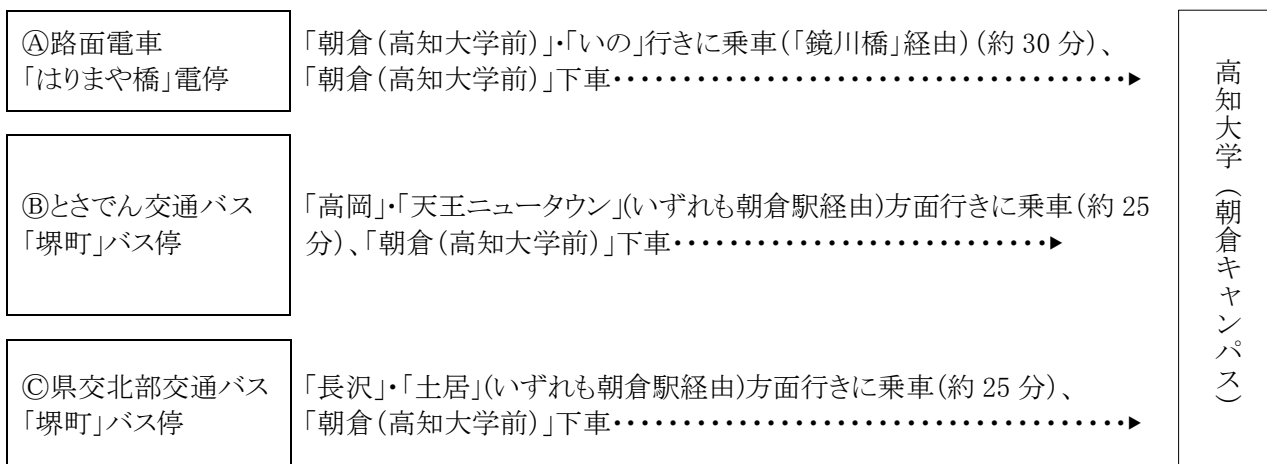 Ⓐ路面電車
「はりまや橋」電停
「朝倉(高知大学前)」・「いの」行きに乗車(「鏡川橋」経由)(約 30 分)、
「朝倉(高知大学前)」下車・・・・・・・・・・・・・・・・・・・・・・・・・・・・・・・・・・・・・・▶
Ⓑとさでん交通バス
「堺町」バス停
「高岡」・「天王ニュータウン」(いずれも朝倉駅経由)方面行きに乗車(約 25
分)、「朝倉(高知大学前)」下車・・・・・・・・・・・・・・・・・・・・・・・・・・・・▶
Ⓒ県交北部交通バス
「堺町」バス停
「長沢」・「土居」(いずれも朝倉駅経由)方面行きに乗車(約 25 分)、
「朝倉(高知大学前)」下車・・・・・・・・・・・・・・・・・・・・・・・・・・・・・・・・・・・・・・▶
高知大学(朝倉キャンパス)